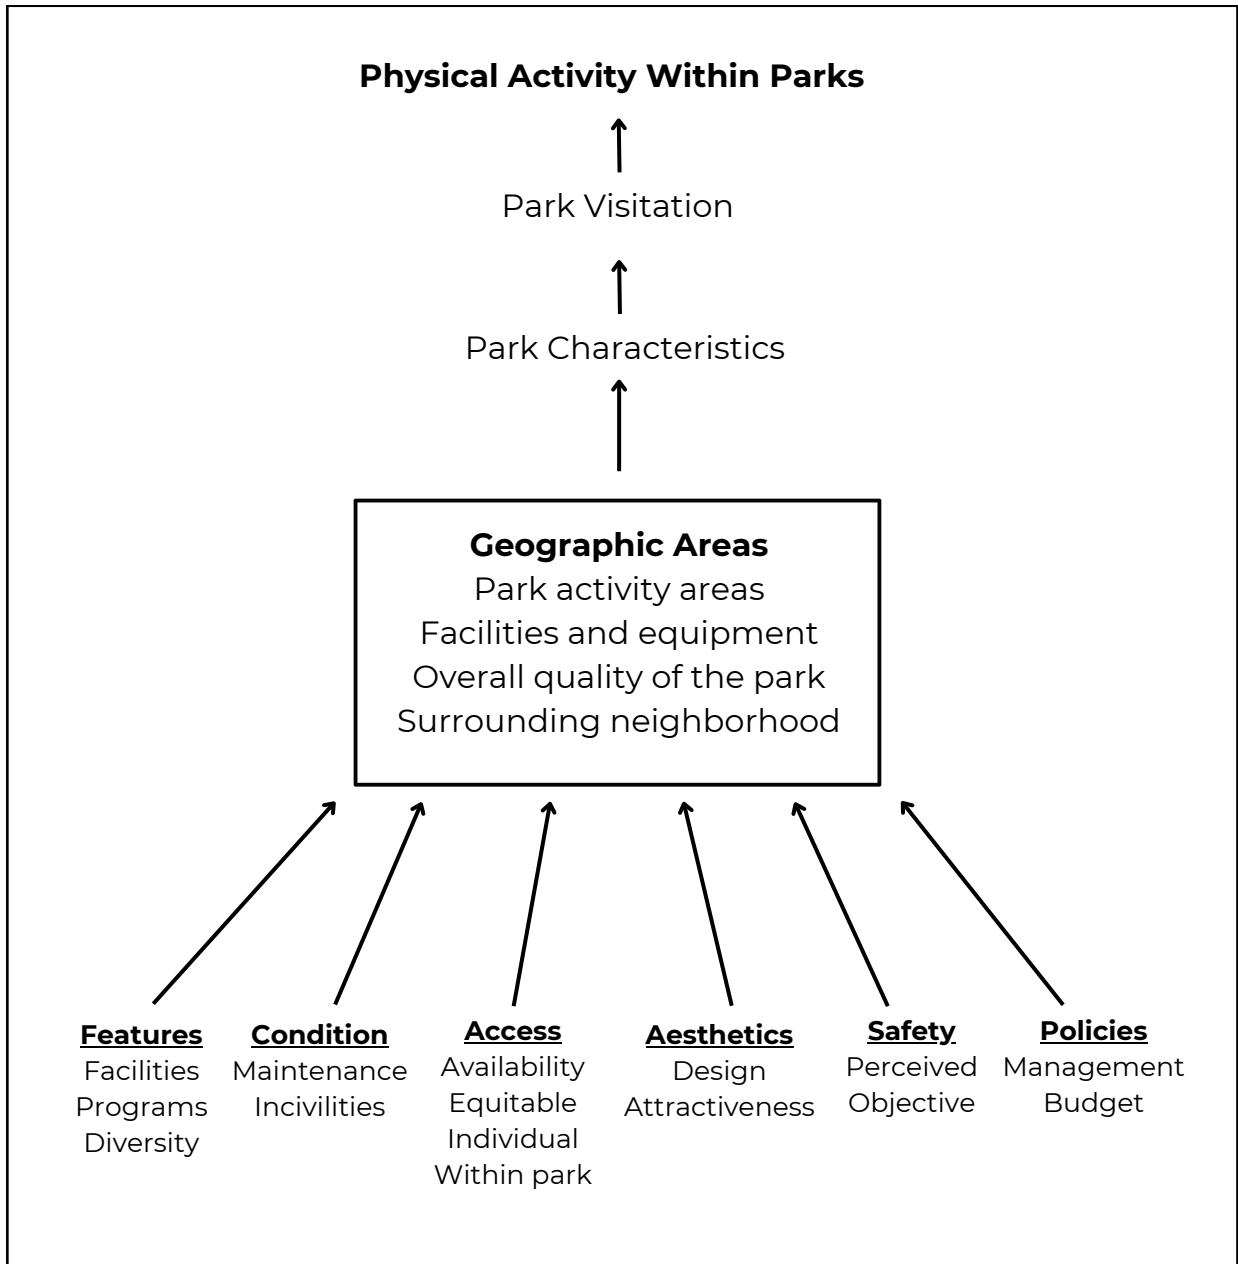 Physical Activity Within Parks
Park Visitation
Park Characteristics
Geographic Areas
Park activity areas
Facilities and equipment
Overall quality of the park
Surrounding neighborhood
Features
Facilities
Programs
Diversity
Condition
Maintenance
Incivilities
Access
Availability
Equitable
Individual
Within park
Aesthetics
Design
Attractiveness
Safety
Perceived
Objective
Policies
Management
Budget